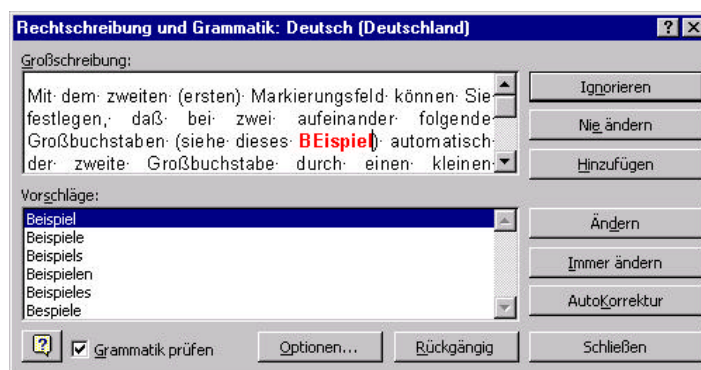 Rechtschreibung und Grammatik: Deutsch (Deutschland)
Großschreibung:
Mit dem zweiten (ersten) Markierungsfeld können Sie
festlegen, daß bei zwei aufeinander folgende
Großbuchstaben (siehe dieses BEispiel) automatisch
der zweite Großbuchstabe durch einen kleinen
Ignorieren
Nie ändern
Hinzufügen
Vorschläge:
Beispiel
Beispiele
Beispiels
Beispielen
Beispieles
Bespiele
Ändern
Immer ändern
AutoKorrektur
Grammatik prüfen
Optionen...
Rückgängig
Schließen